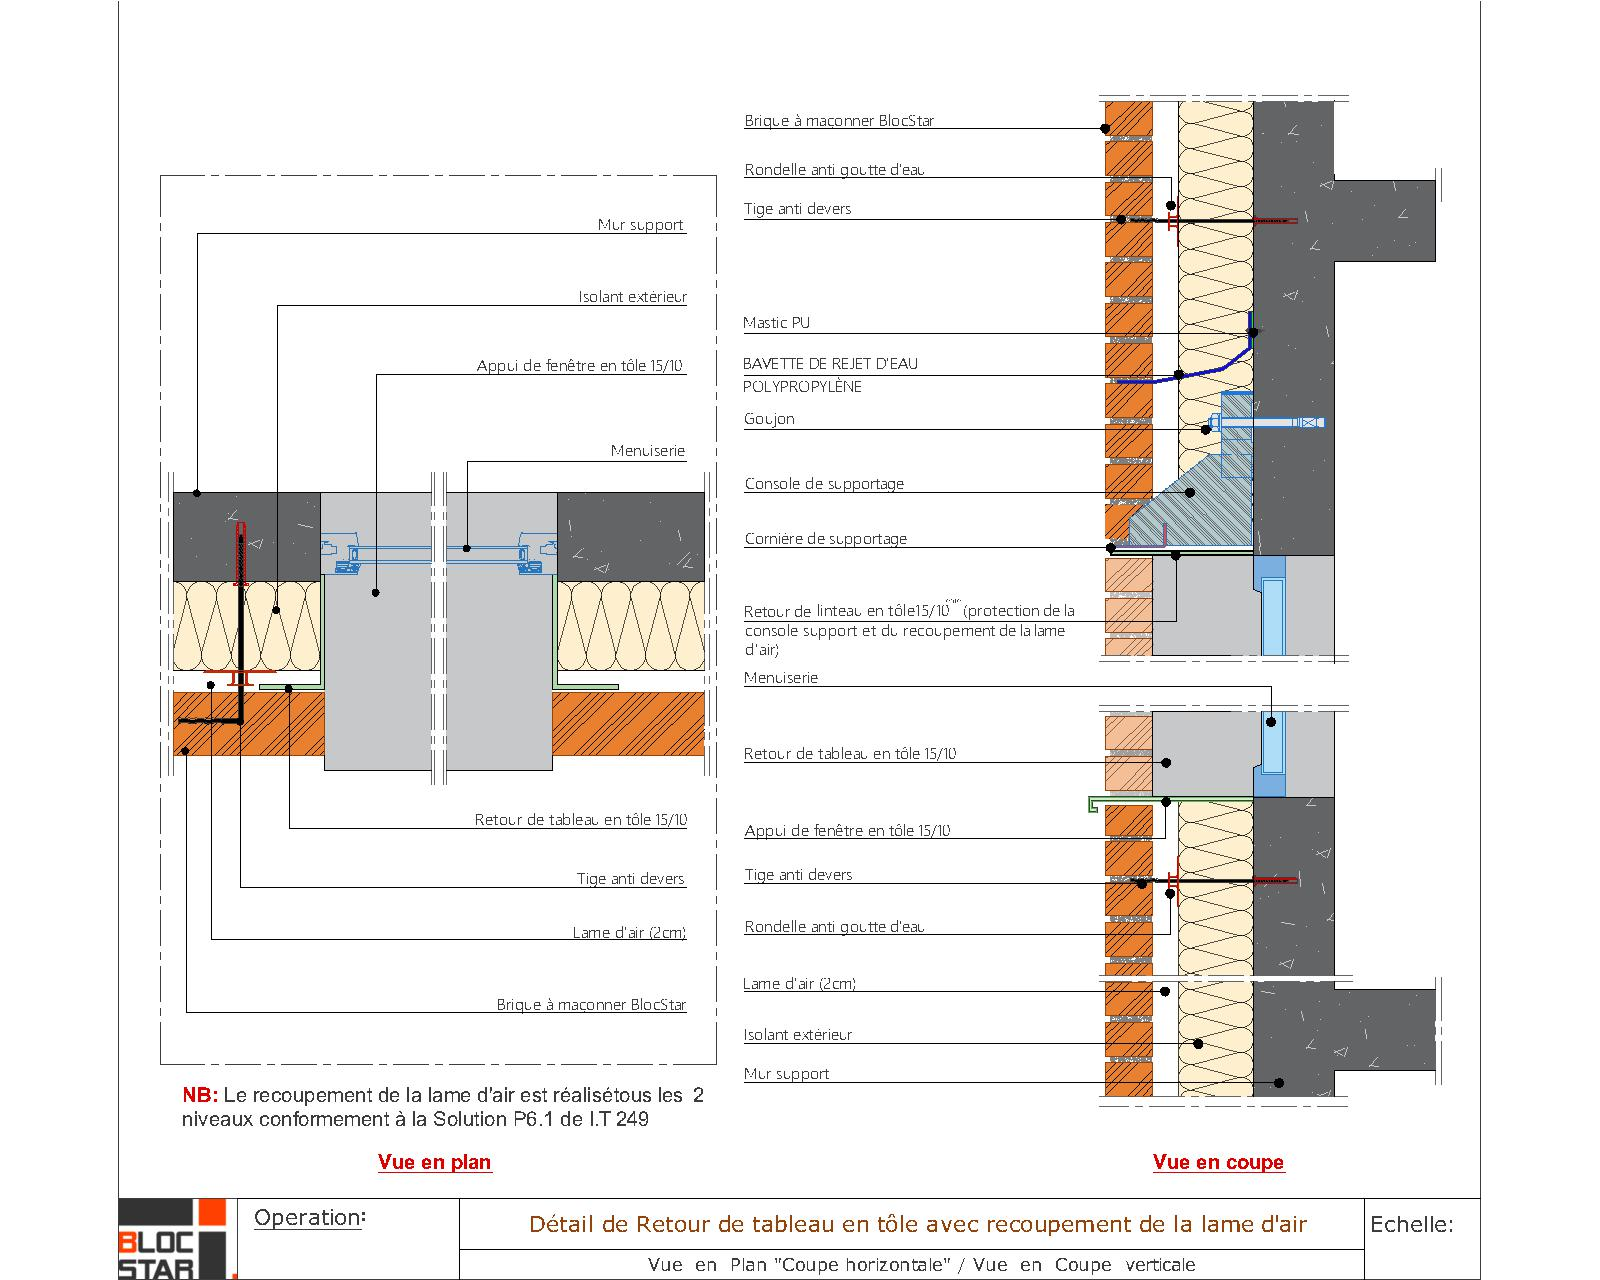 Mur support
Isolant extérieur
Appui de fenêtre en tôle 15/10
Menuiserie
Retour de tableau en tôle 15/10
Tige anti devers
Lame d'air (2cm)
Brique à maçonner BlocStar
NB: Le recoupement de la lame d'air est réalisétous les 2
niveaux conformement à la Solution P6.1 de I.T 249
Vue en plan
Brique à maçonner BlocStar
Rondelle anti goutte d'eau
Tige anti devers
Mastic PU
BAVETTE DE REJET D'EAU
POLYPROPYLÈNE
Goujon
Console de supportage
Cornière de supportage
Retour de linteau en tôle15/10 (protection de la
console support et du recoupement de la lame
d'air)
Menuiserie
Retour de tableau en tôle 15/10
Appui de fenêtre en tôle 15/10
Tige anti devers
Rondelle anti goutte d'eau
Lame d'air (2cm)
Isolant extérieur
Mur support
Vue en coupe
BLOC
STAR
Operation:
Détail de Retour de tableau en tôle avec recoupement de la lame d'air
Vue en Plan "Coupe horizontale" / Vue en Coupe verticale
Echelle: